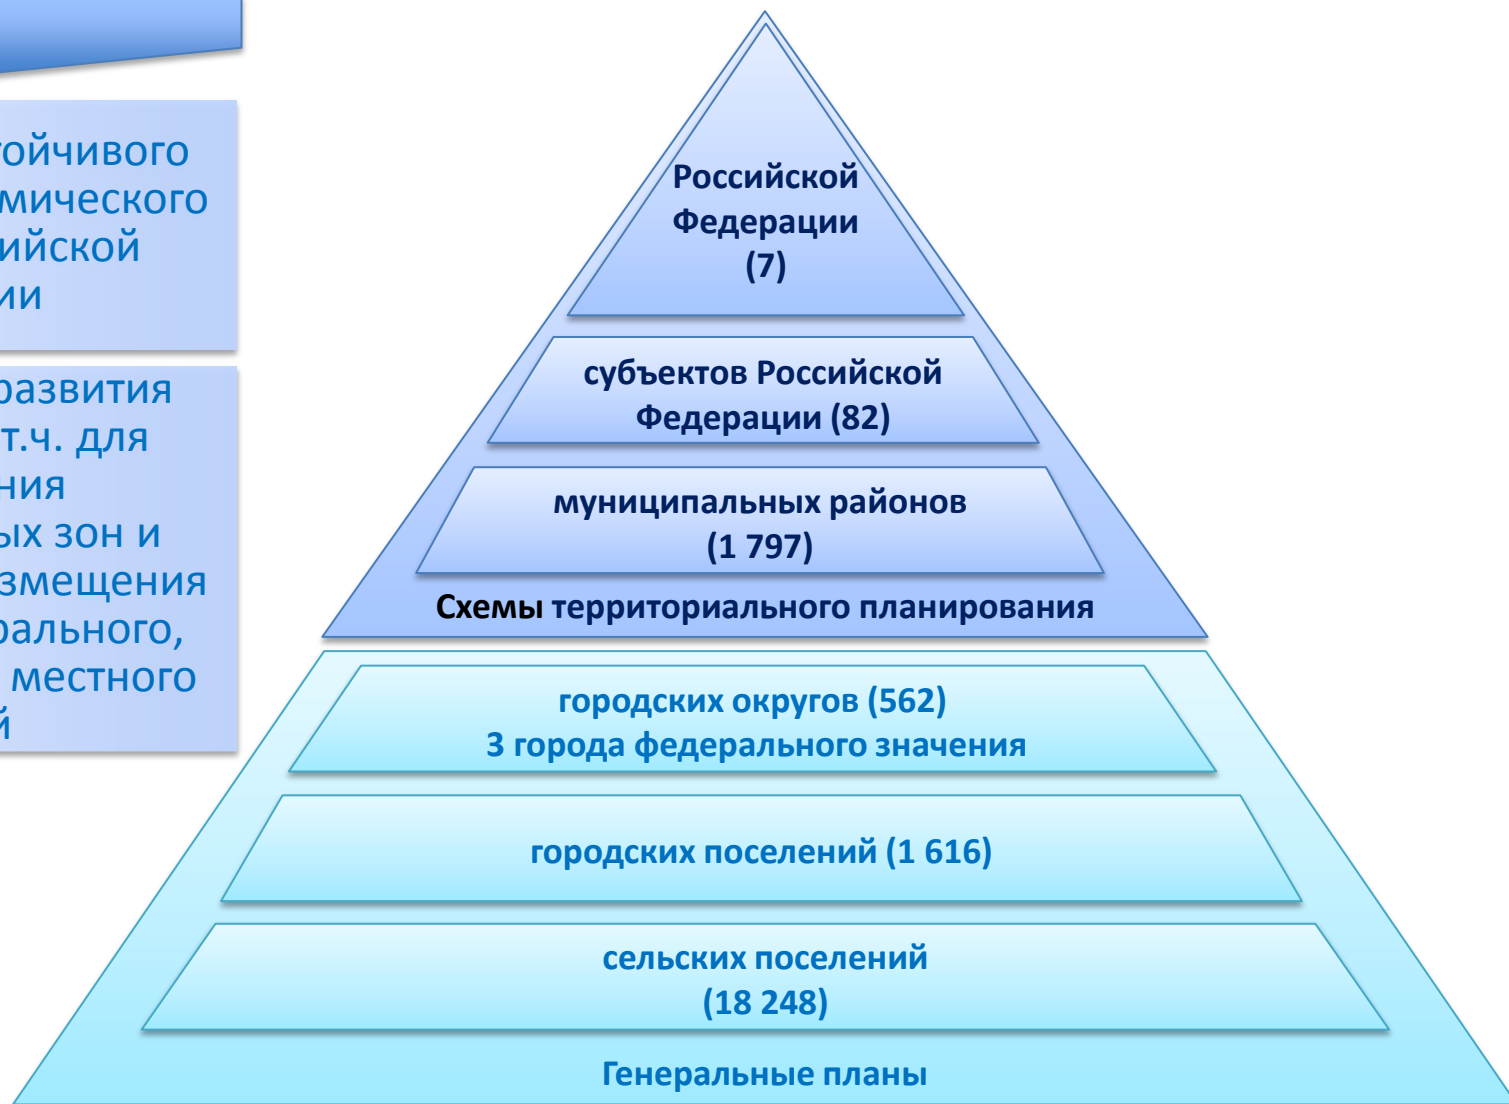 тойчивого
мического
ийской
ии
развития
т.ч. для
ния
ых зон и
змещения
рального,
местного
й
Российской
Федерации
(7)
субъектов Российской
Федерации (82)
муниципальных районов
(1 797)
Схемы территориального планирования
городских округов (562)
3 города федерального значения
городских поселений (1 616)
сельских поселений
(18 248)
Генеральные планы